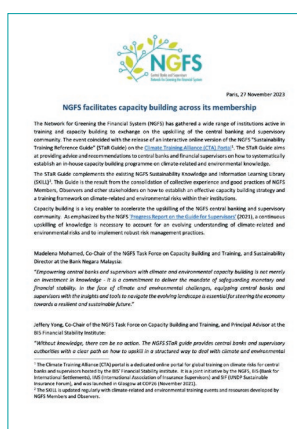 NGFS
Paris, 27 November 2023
NGFS facilitates capacity building across its membership
The Network for Greening the Financial System (NGFS) has gathered a wide range of institutions active in
training and capacity building to exchange on the upskilling of the central banking and supervisory
community. The event coincided with the release of an interactive online version of the NGFS "Sustainability
Training Reference Guide" (STaR Guide) on the Climate Training Alliance (CTA) Portal¹. The STaR Guide aims
at providing advice and recommendations to central banks and financial supervisors on how to systematically
establish an in-house capacity building programme on climate-related and environmental knowledge.
The STaR Guide complements the existing NGFS Sustainability Knowledge and Information Learning Library
(SKILL)². This Guide is the result from the consolidation of collective experience and good practices of NGFS
Members, Observers and other stakeholders on how to establish an effective capacity building strategy and
a training framework on climate-related and environmental risks within their institutions.
Capacity building is a key enabler to accelerate the upskilling of the NGFS central banking and supervisory
community. As emphasized by the NGFS 'Progress Report on the Guide for Supervisors' (2021), a continuous
upskilling of knowledge is necessary to account for an evolving understanding of climate-related and
environmental risks and to implement robust risk management practices.
Madelena Mohamed, Co-Chair of the NGFS Task Force on Capacity Building and Training, and Sustainability
Director at the Bank Negara Malaysia:
"Empowering central banks and supervisors with climate and environmental capacity building is not merely
an investment in knowledge - it is a commitment to deliver the mandate of safeguarding monetary and
financial stability. In the face of climate and environmental challenges, equipping central banks and
supervisors with the insights and tools to navigate the evolving landscape is essential for steering the economy
towards a resilient and sustainable future."
Jeffery Yong, Co-Chair of the NGFS Task Force on Capacity Building and Training, and Principal Advisor at the
BIS Financial Stability Institute:
"Without knowledge, there can be no action. The NGFS STaR guide provides central banks and supervisory
authorities with a clear path on how to upskill in a structured way to deal with climate and environmental
¹ The Climate Training Alliance (CTA) portal is a dedicated online portal for global training on climate risks for central
banks and supervisors hosted by the BIS' Financial Stability Institute. It is a joint initiative by the NGFS, BIS (Bank for
International Settlements), IAIS (International Association of Insurance Supervisors) and SIF (UNDP Sustainable
Insurance Forum), and was launched in Glasgow at COP26 (November 2021).
² The SKILL is updated regularly with climate-related and environmental training events and resources developed by
NGFS Members and Observers.